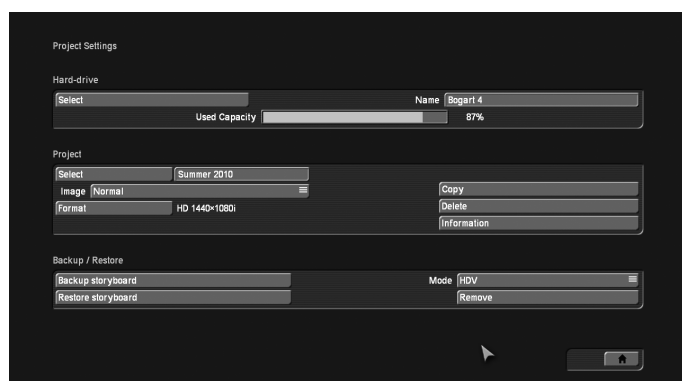 Project Settings
Hard-drive
Select Name Bogart 4
Used Capacity 87%
Project
Select Summer 2010
Image Normal Copy
Format HD 1440×1080i Delete
Information
Backup / Restore
Backup storyboard Mode HDV
Restore storyboard Remove